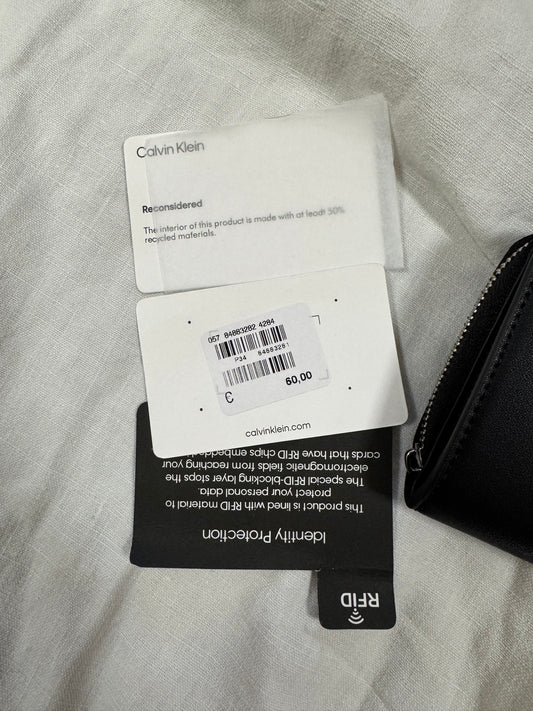 Calvin Klein
Reconsidered
The interior of this product is made with at least 50%
recycled materials.
057 84883282 4284
P34 84883281
€
60,00
calvinklein.com
RFiD
Identity Protection
This product is lined with RFID material to
protect your personal data.
The special RFID-blocking layer stops the
electromagnetic fields from reaching your
cards that have RFID chips embedded